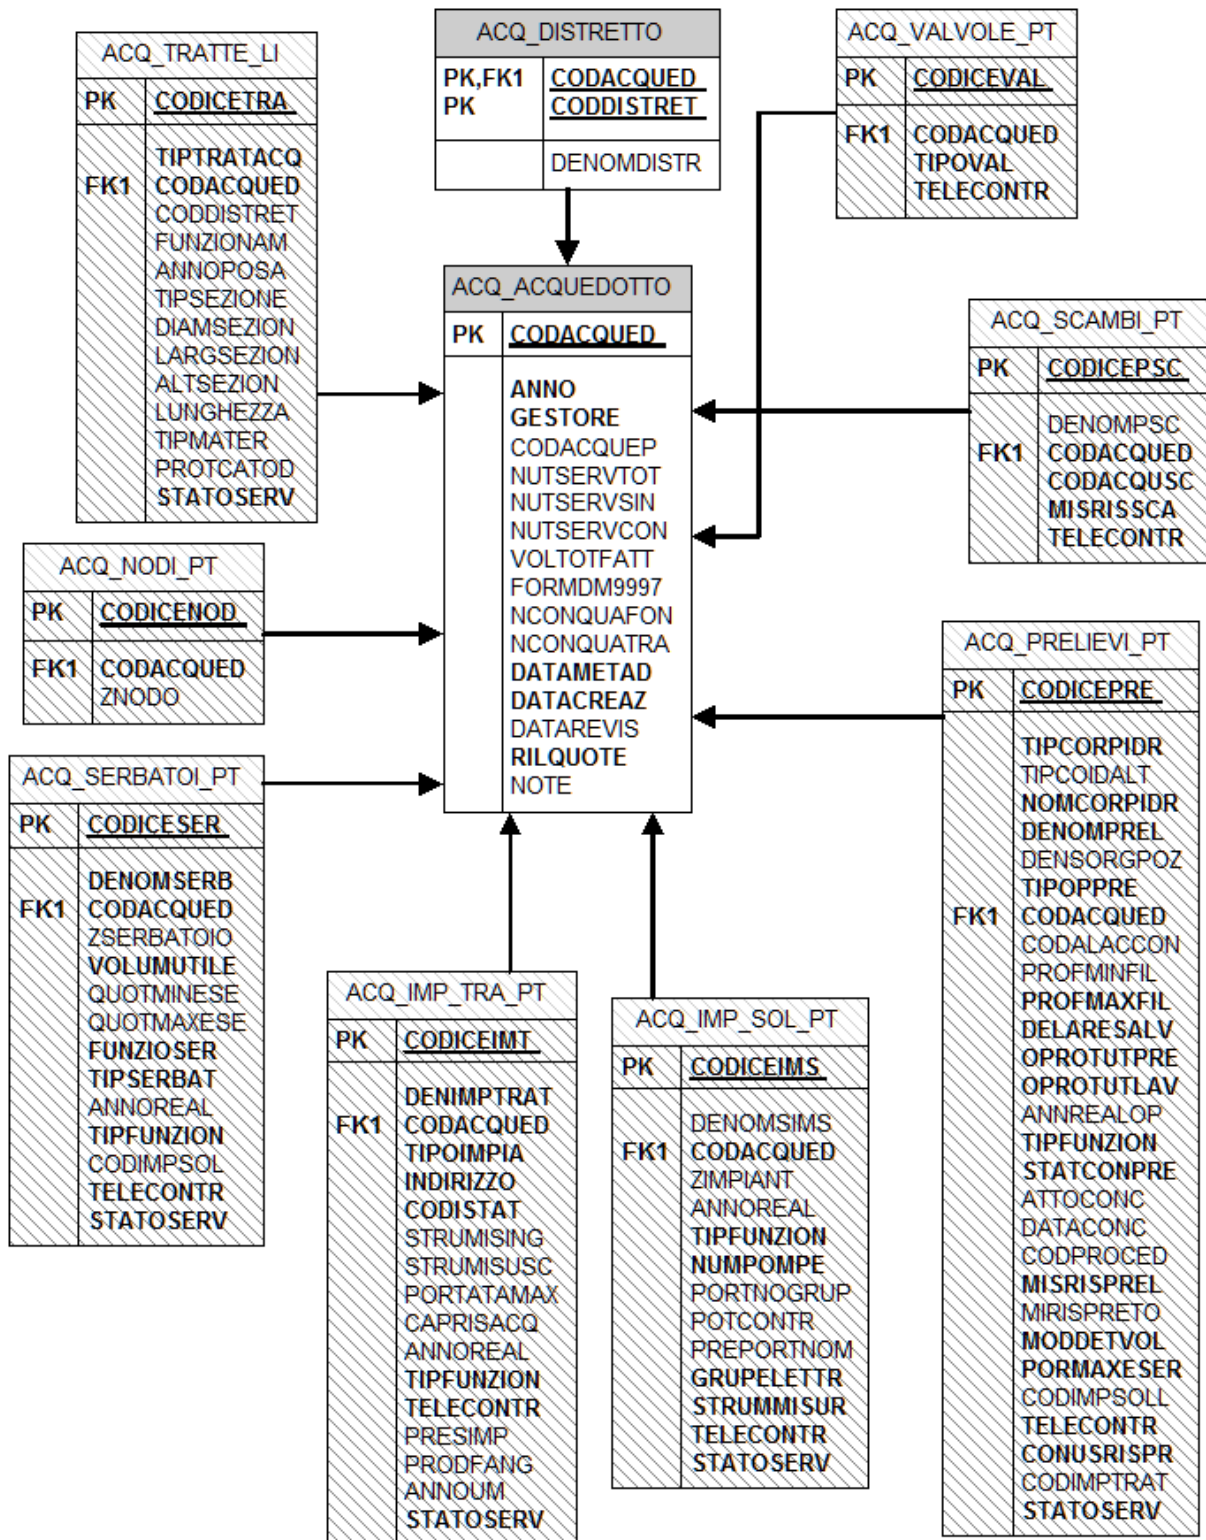 ACQ_TRATTE_LI
PK CODICETRA
TIPTRATACQ
FK1 CODACQUED
CODDISTRET
FUNZIONAM
ANNOPOSA
TIPSEZIONE
DIAMSEZION
LARGSEZION
ALTSEZION
LUNGHEZZA
TIPMATER
PROTCATOD
STATOSERV
ACQ_DISTRETTO
PK,FK1 CODACQUED
PK CODDISTRET
DENOMDISTR
ACQ_VALVOLE_PT
PK CODICEVAL
FK1 CODACQUED
TIPOVAL
TELECONTR
ACQ_ACQUEDOTTO
PK CODACQUED
ANNO
GESTORE
CODACQUEP
NUTSERVTOT
NUTSERVSIN
NUTSERVCON
VOLTOTFATT
FORMDM9997
NCONQUAFON
NCONQUATRA
DATAMETAD
DATACREAZ
DATAREVIS
RILQUOTE
NOTE
ACQ_SCAMBI_PT
PK CODICEPSC
DENOMPSC
FK1 CODACQUED
CODACQUSC
MISRISSCA
TELECONTR
ACQ_NODI_PT
PK CODICENOD
FK1 CODACQUED
ZNODO
ACQ_SERBATOI_PT
PK CODICESER
DENOMSERB
FK1 CODACQUED
ZSERBATOIO
VOLUMUTILE
QUOTMINESE
QUOTMAXESE
FUNZIOSER
TIPSERBAT
ANNOREAL
TIPFUNZION
CODIMPSOL
TELECONTR
STATOSERV
ACQ_IMP_TRA_PT
PK CODICEIMT
DENIMPTRAT
FK1 CODACQUED
TIPOIMPIA
INDIRIZZO
CODISTAT
STRUMISING
STRUMISUSC
PORTATAMAX
CAPRISACQ
ANNOREAL
TIPFUNZION
TELECONTR
PRESIMP
PRODFANG
ANNOUM
STATOSERV
ACQ_IMP_SOL_PT
PK CODICEIMS
DENOMSIMS
FK1 CODACQUED
ZIMPIANT
ANNOREAL
TIPFUNZION
NUMPOMPE
PORTNOGRUP
POTCONTR
PREPORTNOM
GRUPELETTR
STRUMMISUR
TELECONTR
STATOSERV
ACQ_PRELIEVI_PT
PK CODICEPRE
TIPCORPIDR
TIPCOIDALT
NOMCORPIDR
DENOMPREL
DENSORGPOZ
TIPOPPRE
FK1 CODACQUED
CODALACCON
PROFMINFIL
PROFMAXFIL
DELARESALV
OPROTUTPRE
OPROTUTLAV
ANNREALOP
TIPFUNZION
STATCONPRE
ATTOCONC
DATACONC
CODPROCED
MISRISPREL
MIRISPRETO
MODDETVOL
PORMAXESER
CODIMPSOLL
TELECONTR
CONUSRISPR
CODIMPTRAT
STATOSERV